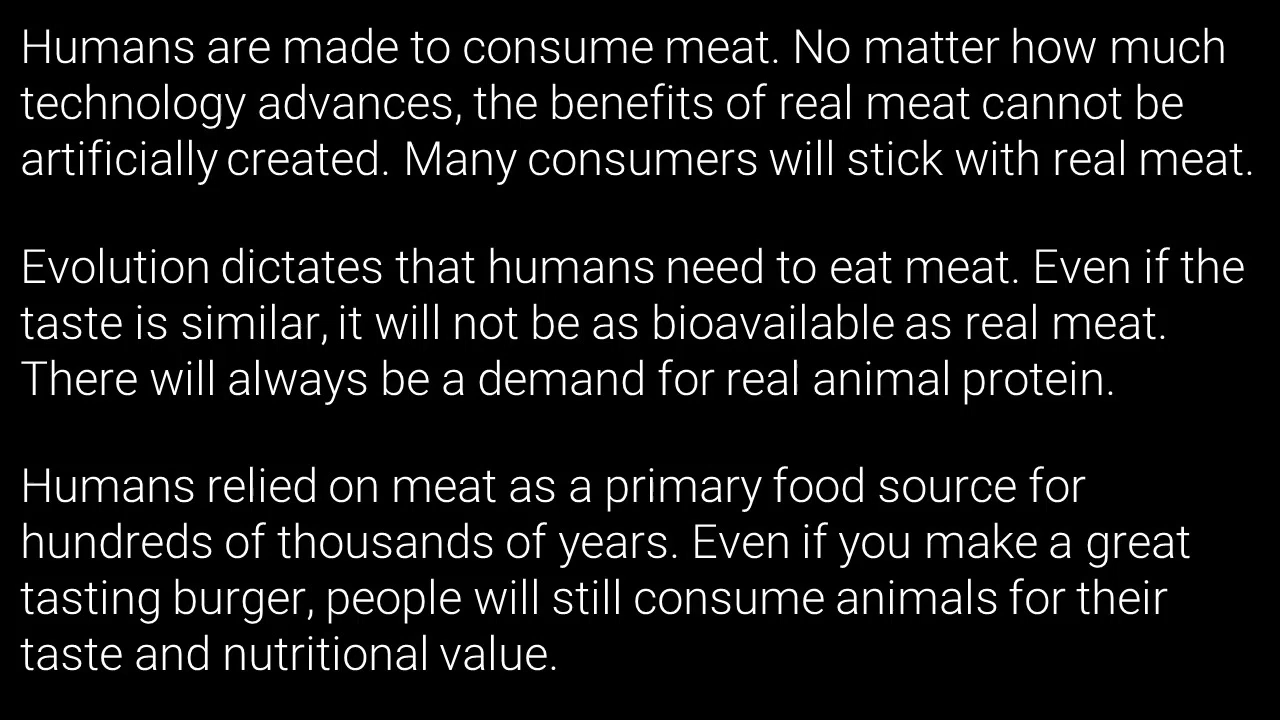 Humans are made to consume meat. No matter how much
technology advances, the benefits of real meat cannot be
artificially created. Many consumers will stick with real meat.
Evolution dictates that humans need to eat meat. Even if the
taste is similar, it will not be as bioavailable as real meat.
There will always be a demand for real animal protein.
Humans relied on meat as a primary food source for
hundreds of thousands of years. Even if you make a great
tasting burger, people will still consume animals for their
taste and nutritional value.